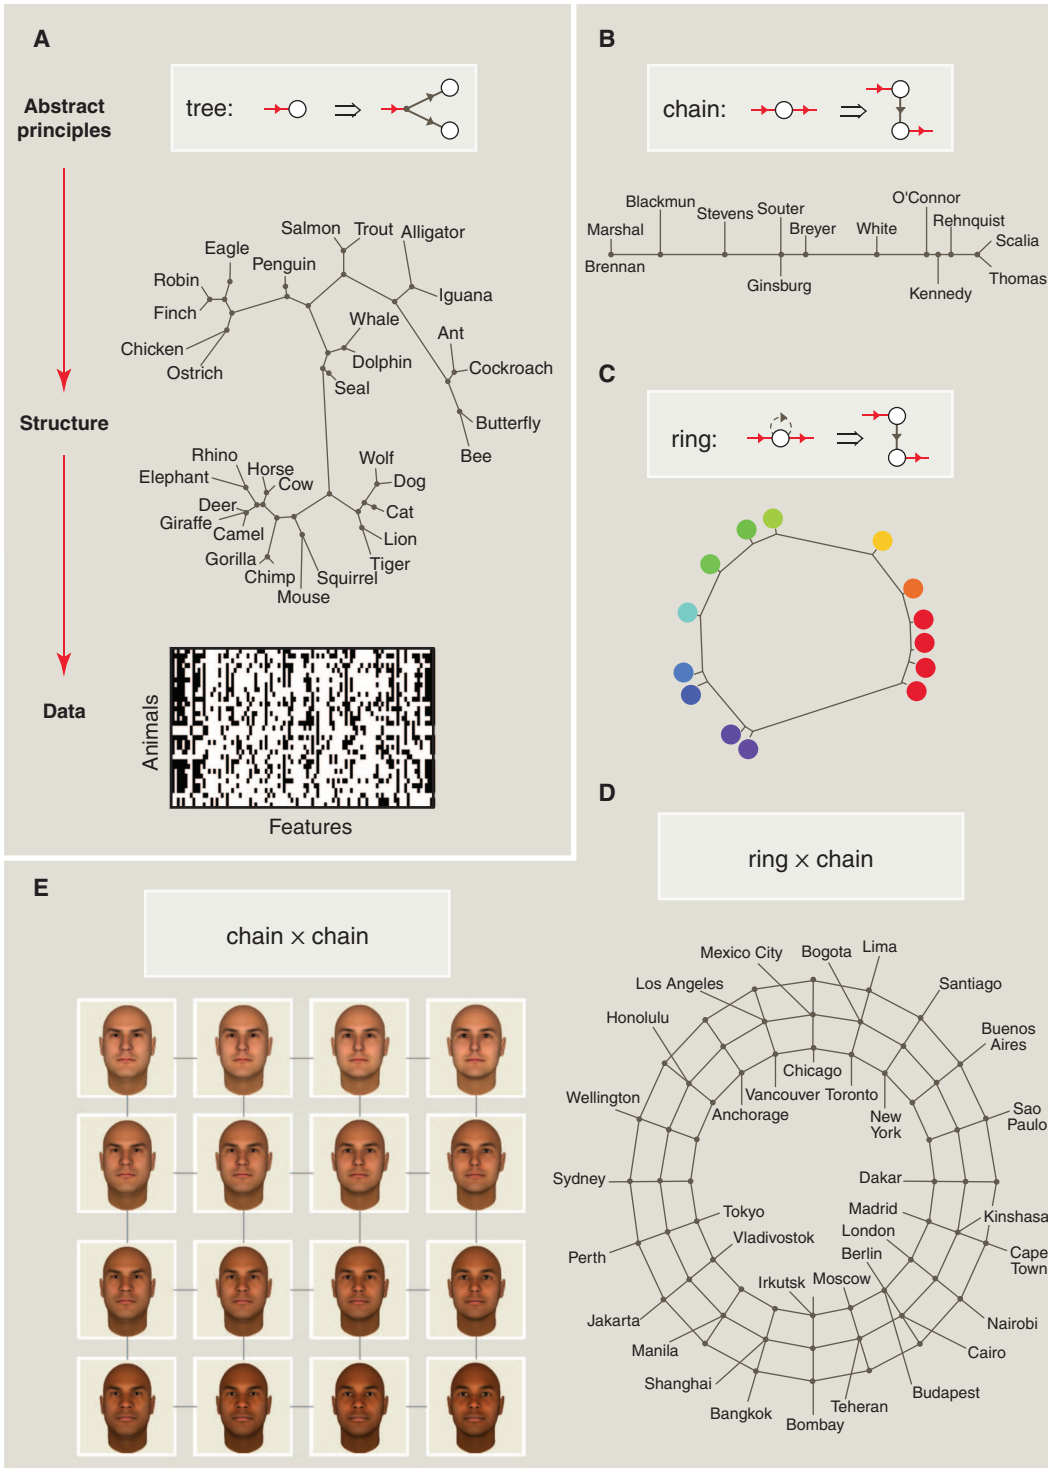 A
Abstract
principles
tree:
Salmon
Trout
Alligator
Eagle
Penguin
Robin
Iguana
Finch
Whale
Ant
Chicken
Dolphin
Cockroach
Ostrich
Seal
Structure
Butterfly
Bee
Rhino
Wolf
Elephant
Horse
Cow
Dog
Deer
Cat
Giraffe
Camel
Lion
Gorilla
Tiger
Chimp
Squirrel
Mouse
Data
Animals
Features
B
chain:
O'Connor
Blackmun
Stevens
Souter
Rehnquist
Marshal
Breyer
White
Scalia
Brennan
Ginsburg
Kennedy
Thomas
C
ring:
D
ring × chain
Mexico City
Bogota
Lima
Los Angeles
Santiago
Honolulu
Buenos
Aires
Chicago
Wellington
Anchorage
Vancouver
Toronto
New
York
Sao
Paulo
Sydney
Dakar
Tokyo
Madrid
Kinshasa
Vladivostok
London
Perth
Berlin
Cape
Town
Irkutsk
Moscow
Jakarta
Nairobi
Manila
Cairo
Shanghai
Budapest
Bangkok
Teheran
Bombay
E
chain × chain